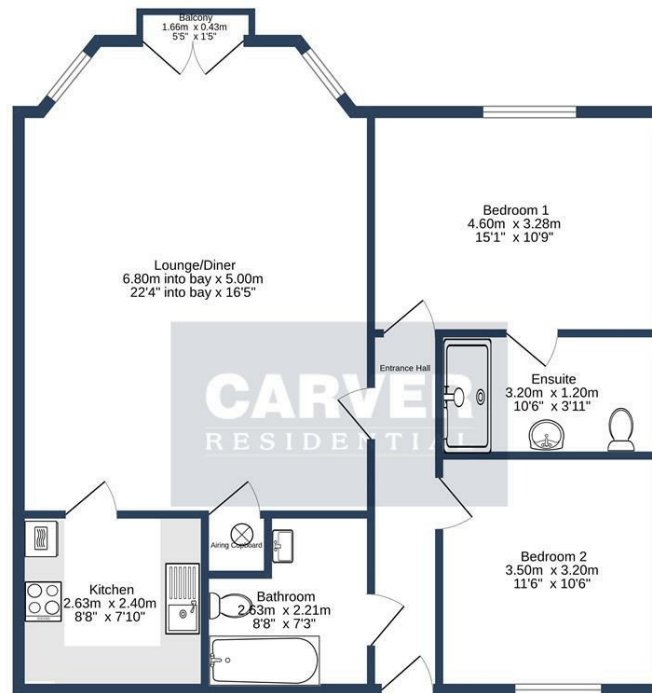 Balcony
1.66m x 0.43m
5'5" x 1'5"
Bedroom 1
4.60m x 3.28m
15'1" x 10'9"
Lounge/Diner
6.80m into bay x 5.00m
22'4" into bay x 16'5"
Entrance Hall
Ensuite
3.20m x 1.20m
10'6" x 3'11"
CARVER
RESIDENTIAL
Airing Cupboard
Bedroom 2
3.50m x 3.20m
11'6" x 10'6"
Kitchen
2.63m x 2.40m
8'8" x 7'10"
Bathroom
2.63m x 2.21m
8'8" x 7'3"